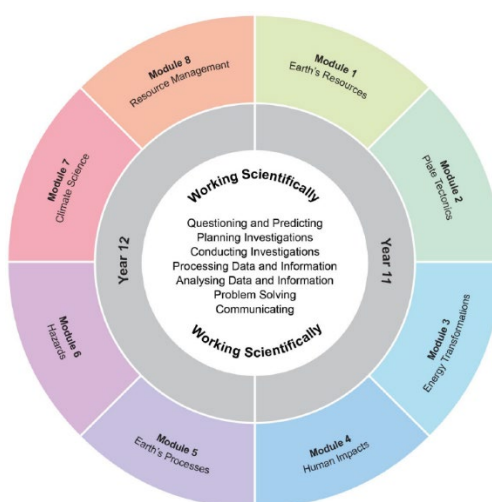 Module 1
Earth's Resources
Module 2
Plate Tectonics
Module 3
Energy Transformations
Module 4
Human Impacts
Module 5
Earth's Processes
Module 6
Hazards
Module 7
Climate Science
Module 8
Resource Management
Year 11
Year 12
Working Scientifically
Questioning and Predicting
Planning Investigations
Conducting Investigations
Processing Data and Information
Analysing Data and Information
Problem Solving
Communicating
Working Scientifically